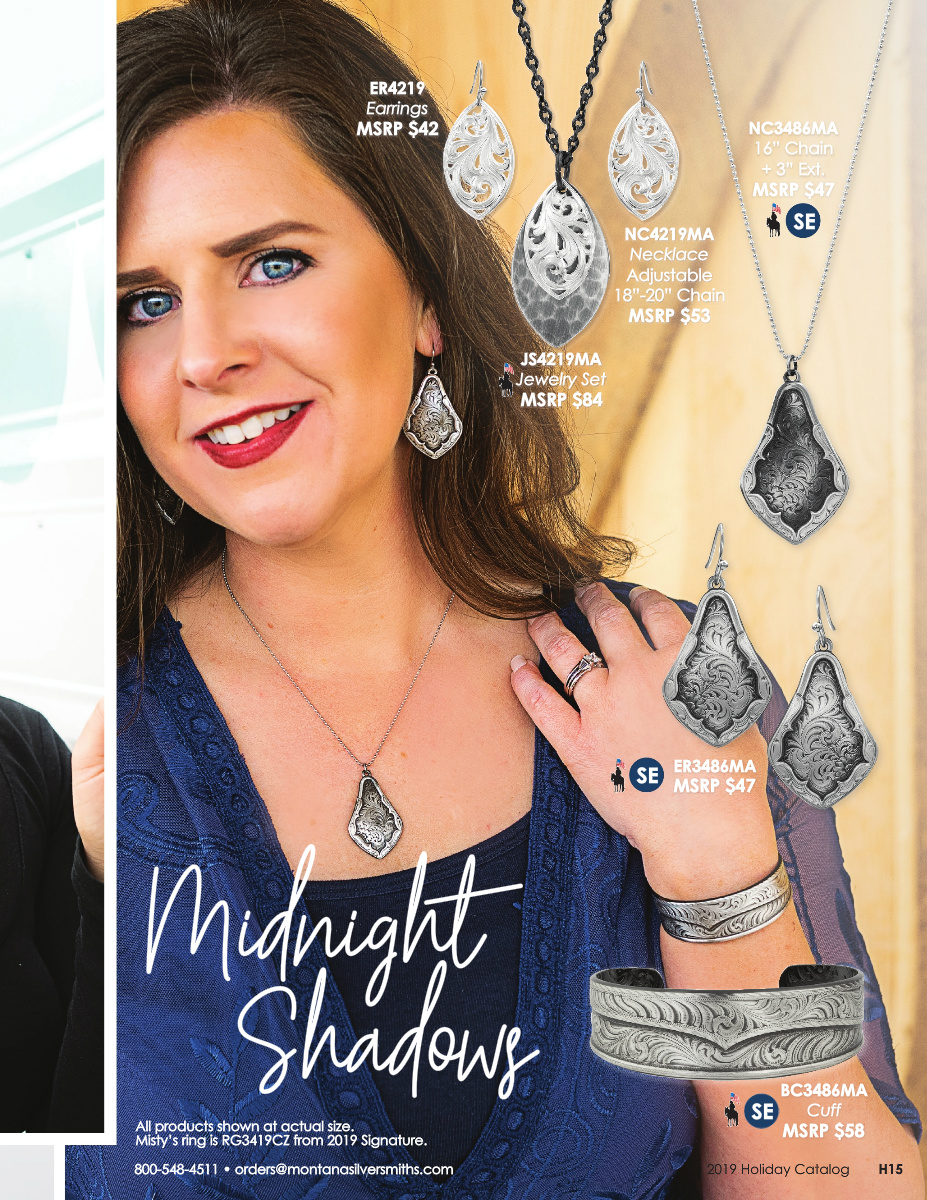 ER4219
Earrings
MSRP $42
NC3486MA
16” Chain
+ 3” Ext.
MSRP $47
SE
NC4219MA
Necklace
Adjustable
18”-20” Chain
MSRP $53
JS4219MA
Jewelry Set
MSRP $84
SE
ER3486MA
MSRP $47
Midnight
Shadows
SE
BC3486MA
Cuff
MSRP $58
All products shown at actual size.
Misty’s ring is RG3419CZ from 2019 Signature.
800-548-4511 • orders@montanasilversmiths.com
2019 Holiday Catalog H15